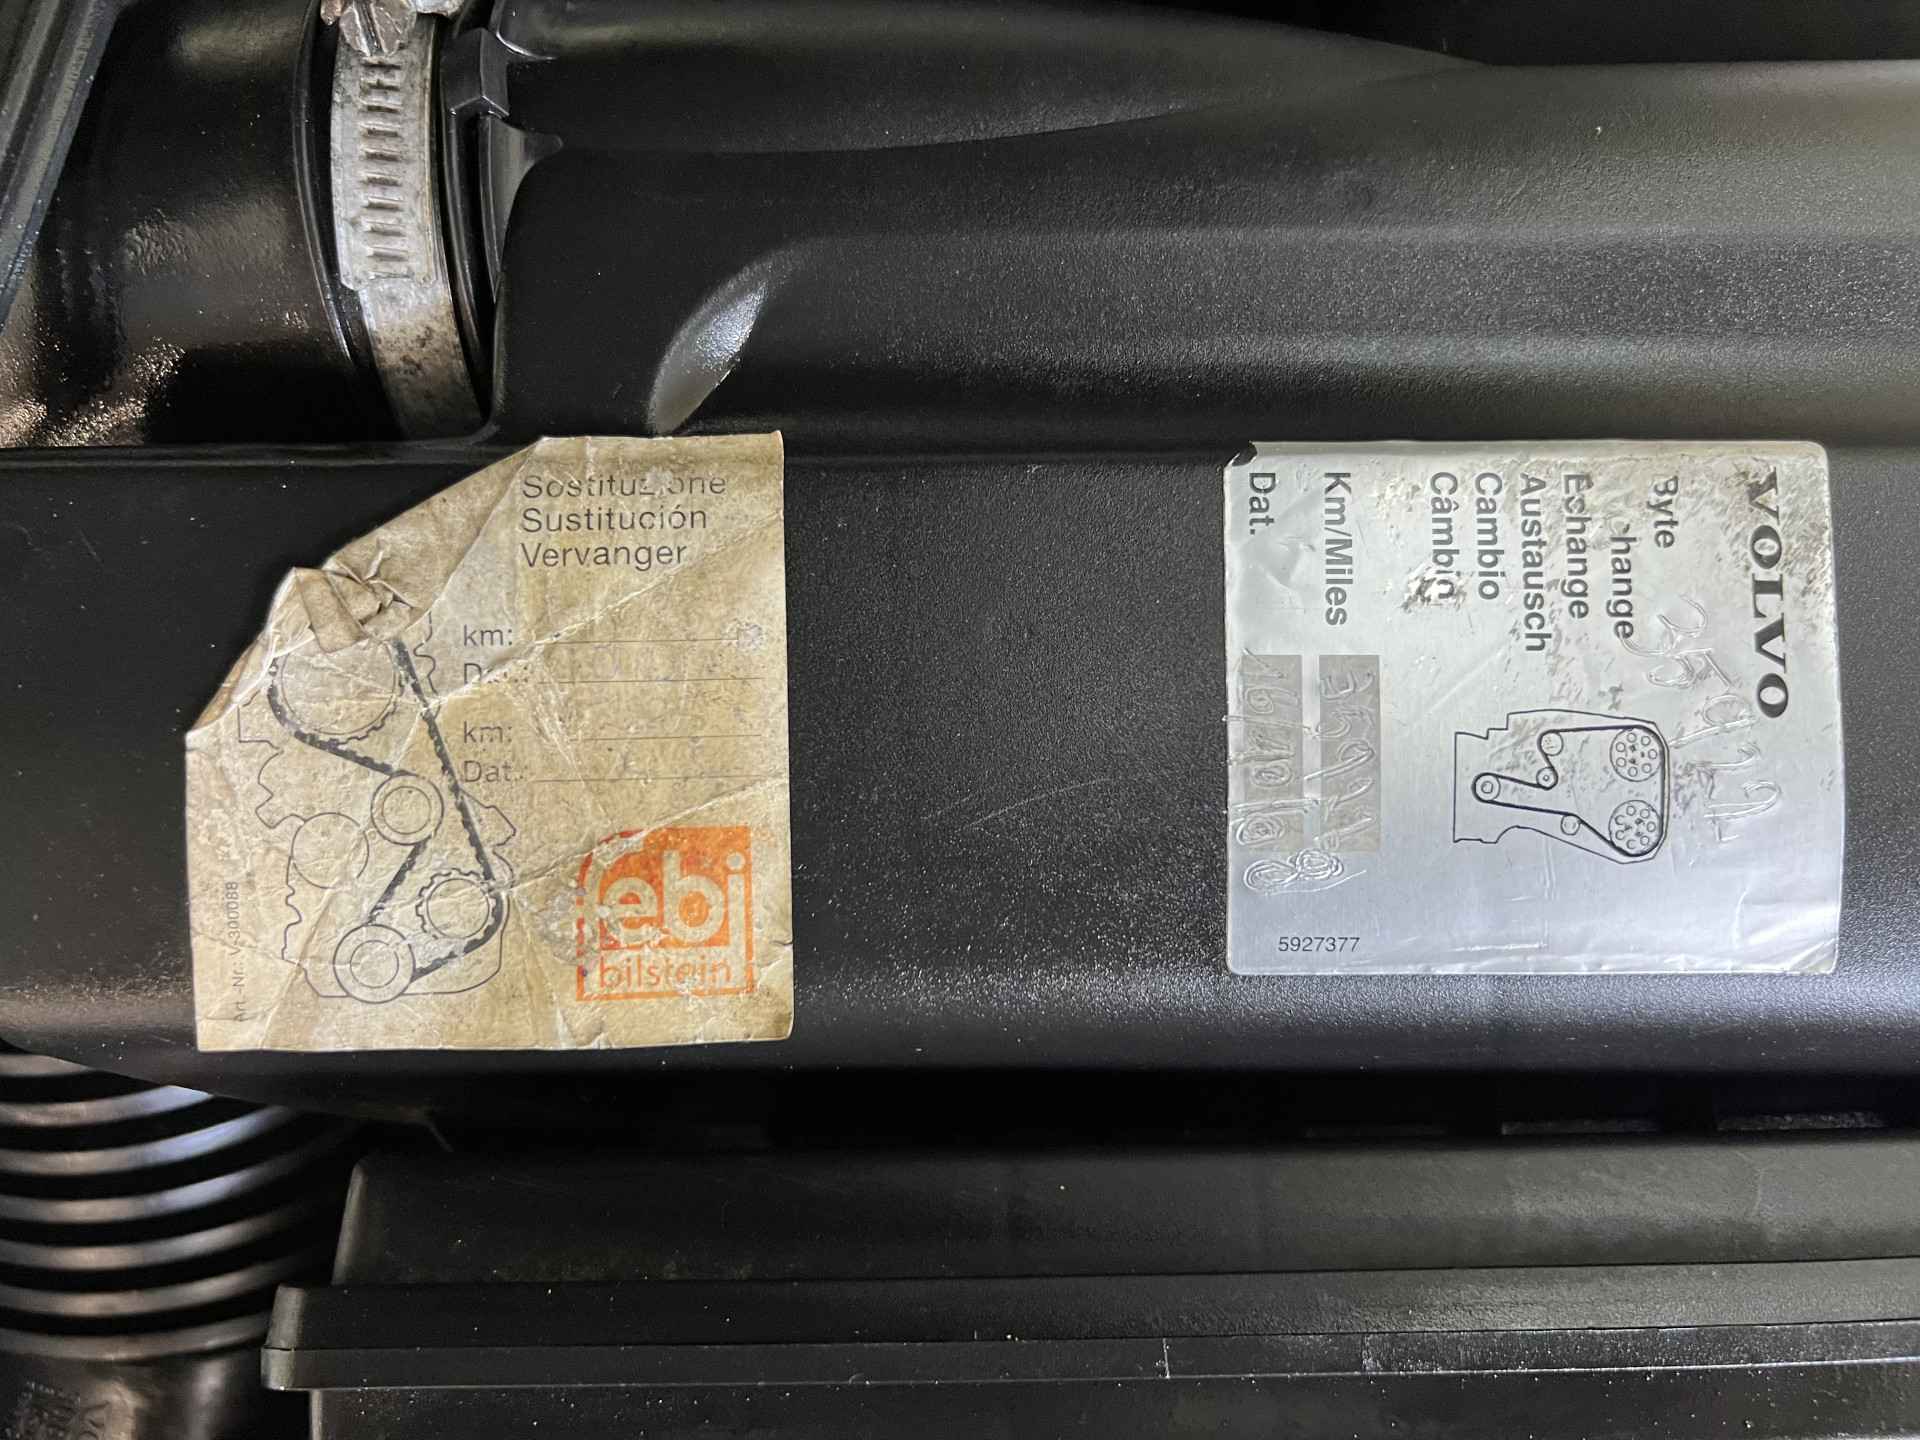 Sostituzione
Sustitución
Vervanger
km:
Dat.:
km:
Dat.:
febi
bilstein
Art.-Nr.: V-300088
VOLVO
Byte
change
Echange
Austausch
Cambio
Câmbio
Km/Miles
Dat.
5927377